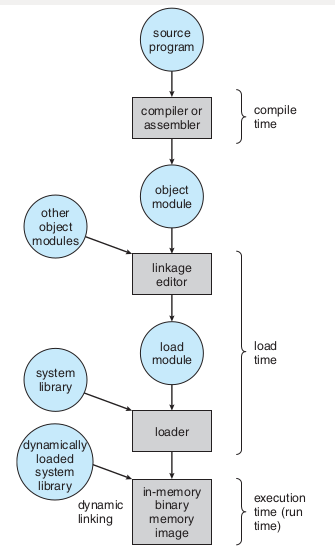 source
program
compiler or
assembler
compile
time
object
module
other
object
modules
linkage
editor
load
module
load
time
system
library
loader
dynamically
loaded
system
library
dynamic
linking
in-memory
binary
memory
image
execution
time (run
time)